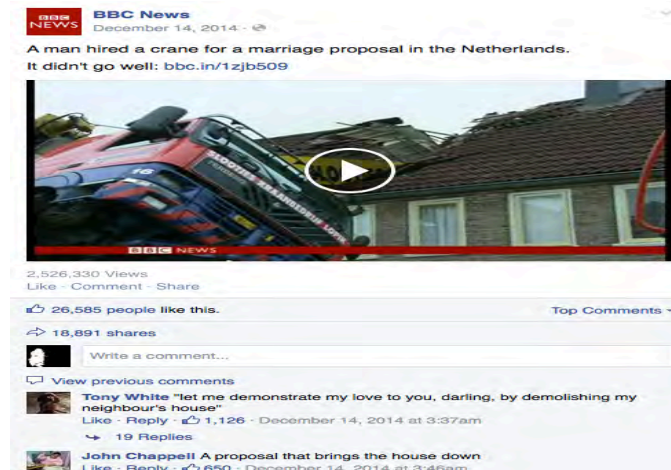 BBC
NEWS
BBC News
December 14, 2014 ·
A man hired a crane for a marriage proposal in the Netherlands.
It didn't go well: bbc.in/1zjb509
16
SLOOTJES KRAANBEDRIJF
BBC NEWS
2,526,330 Views
Like · Comment · Share
26,585 people like this.
Top Comments
18,891 shares
Write a comment...
View previous comments
Tony White "let me demonstrate my love to you, darling, by demolishing my
neighbour's house"
Like · Reply · 1,126 · December 14, 2014 at 3:37am
19 Replies
John Chappell A proposal that brings the house down
Like · Reply · 650 · December 14, 2014 at 3:46am